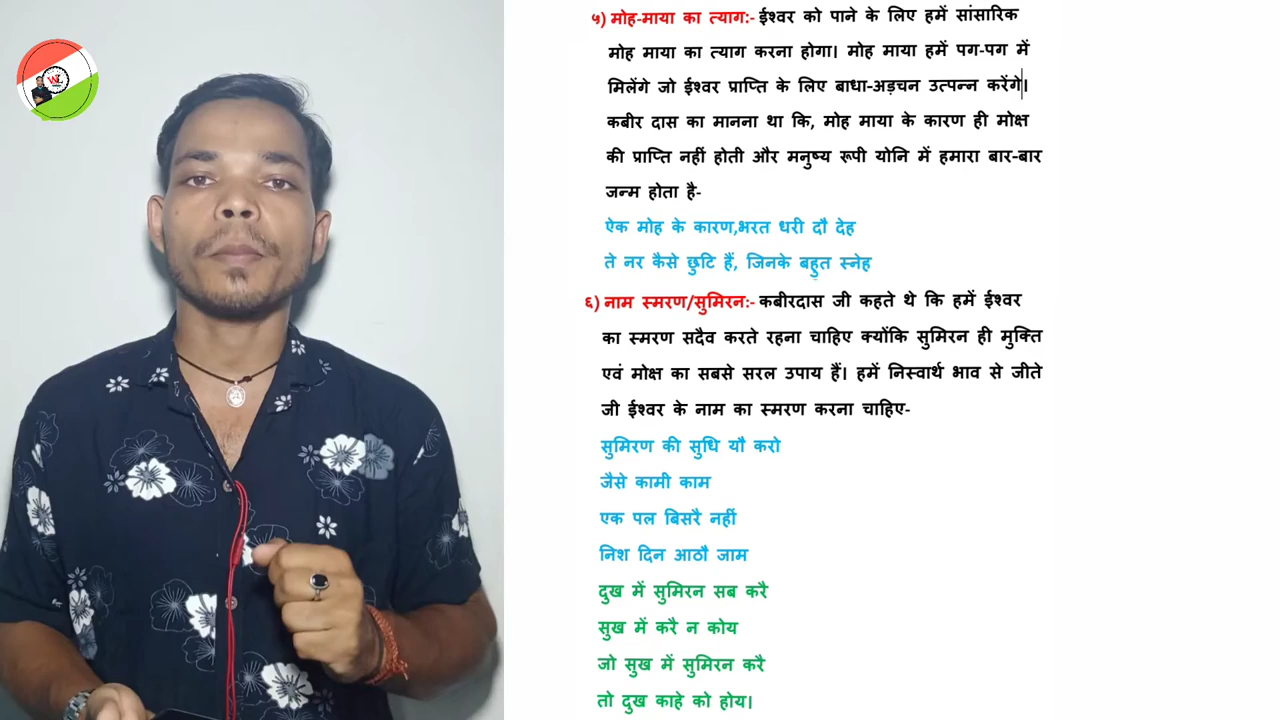 ५) मोह-माया का त्याग:- ईश्वर को पाने के लिए हमें सांसारिक
मोह माया का त्याग करना होगा। मोह माया हमें पग-पग में
मिलेंगे जो ईश्वर प्राप्ति के लिए बाधा-अड़चन उत्पन्न करेंगे।
कबीर दास का मानना था कि, मोह माया के कारण ही मोक्ष
की प्राप्ति नहीं होती और मनुष्य रूपी योनि में हमारा बार-बार
जन्म होता है-
ऐक मोह के कारण,भरत धरी दौ देह
ते नर कैसे छुटि हैं, जिनके बहुत स्नेह
६) नाम स्मरण/सुमिरन:- कबीरदास जी कहते थे कि हमें ईश्वर
का स्मरण सदैव करते रहना चाहिए क्योंकि सुमिरन ही मुक्ति
एवं मोक्ष का सबसे सरल उपाय हैं। हमें निस्वार्थ भाव से जीते
जी ईश्वर के नाम का स्मरण करना चाहिए-
सुमिरण की सुधि यौ करो
जैसे कामी काम
एक पल बिसरै नहीं
निश दिन आठौ जाम
दुख में सुमिरन सब करै
सुख में करै न कोय
जो सुख में सुमिरन करै
तो दुख काहे को होय।